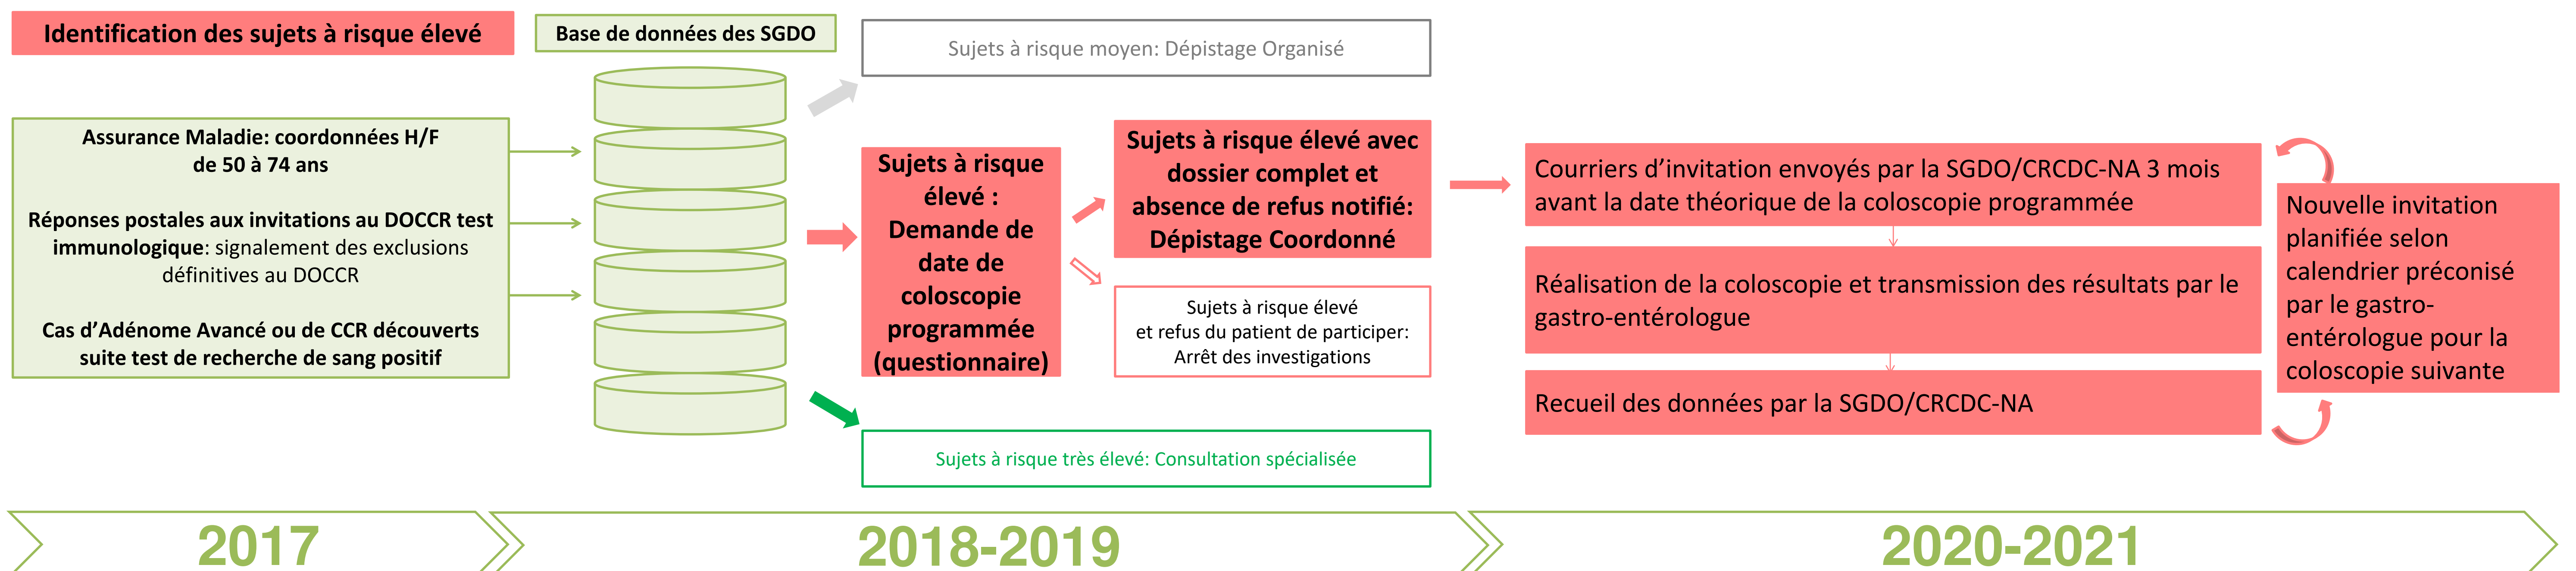 Identification des sujets à risque élevé
Base de données des SGDO
Sujets à risque moyen: Dépistage Organisé
Assurance Maladie: coordonnées H/F
de 50 à 74 ans
Réponses postales aux invitations au DOCCR test
immunologique: signalement des exclusions
définitives au DOCCR
Cas d’Adénome Avancé ou de CCR découverts
suite test de recherche de sang positif
Sujets à risque
élevé :
Demande de
date de
coloscopie
programmée
(questionnaire)
Sujets à risque élevé avec
dossier complet et
absence de refus notifié:
Dépistage Coordonné
Sujets à risque élevé
et refus du patient de participer:
Arrêt des investigations
Sujets à risque très élevé: Consultation spécialisée
Courriers d’invitation envoyés par la SGDO/CRCDC-NA 3 mois
avant la date théorique de la coloscopie programmée
Réalisation de la coloscopie et transmission des résultats par le
gastro-entérologue
Recueil des données par la SGDO/CRCDC-NA
Nouvelle invitation
planifiée selon
calendrier préconisé
par le gastro-
entérologue pour la
coloscopie suivante
2017
2018-2019
2020-2021